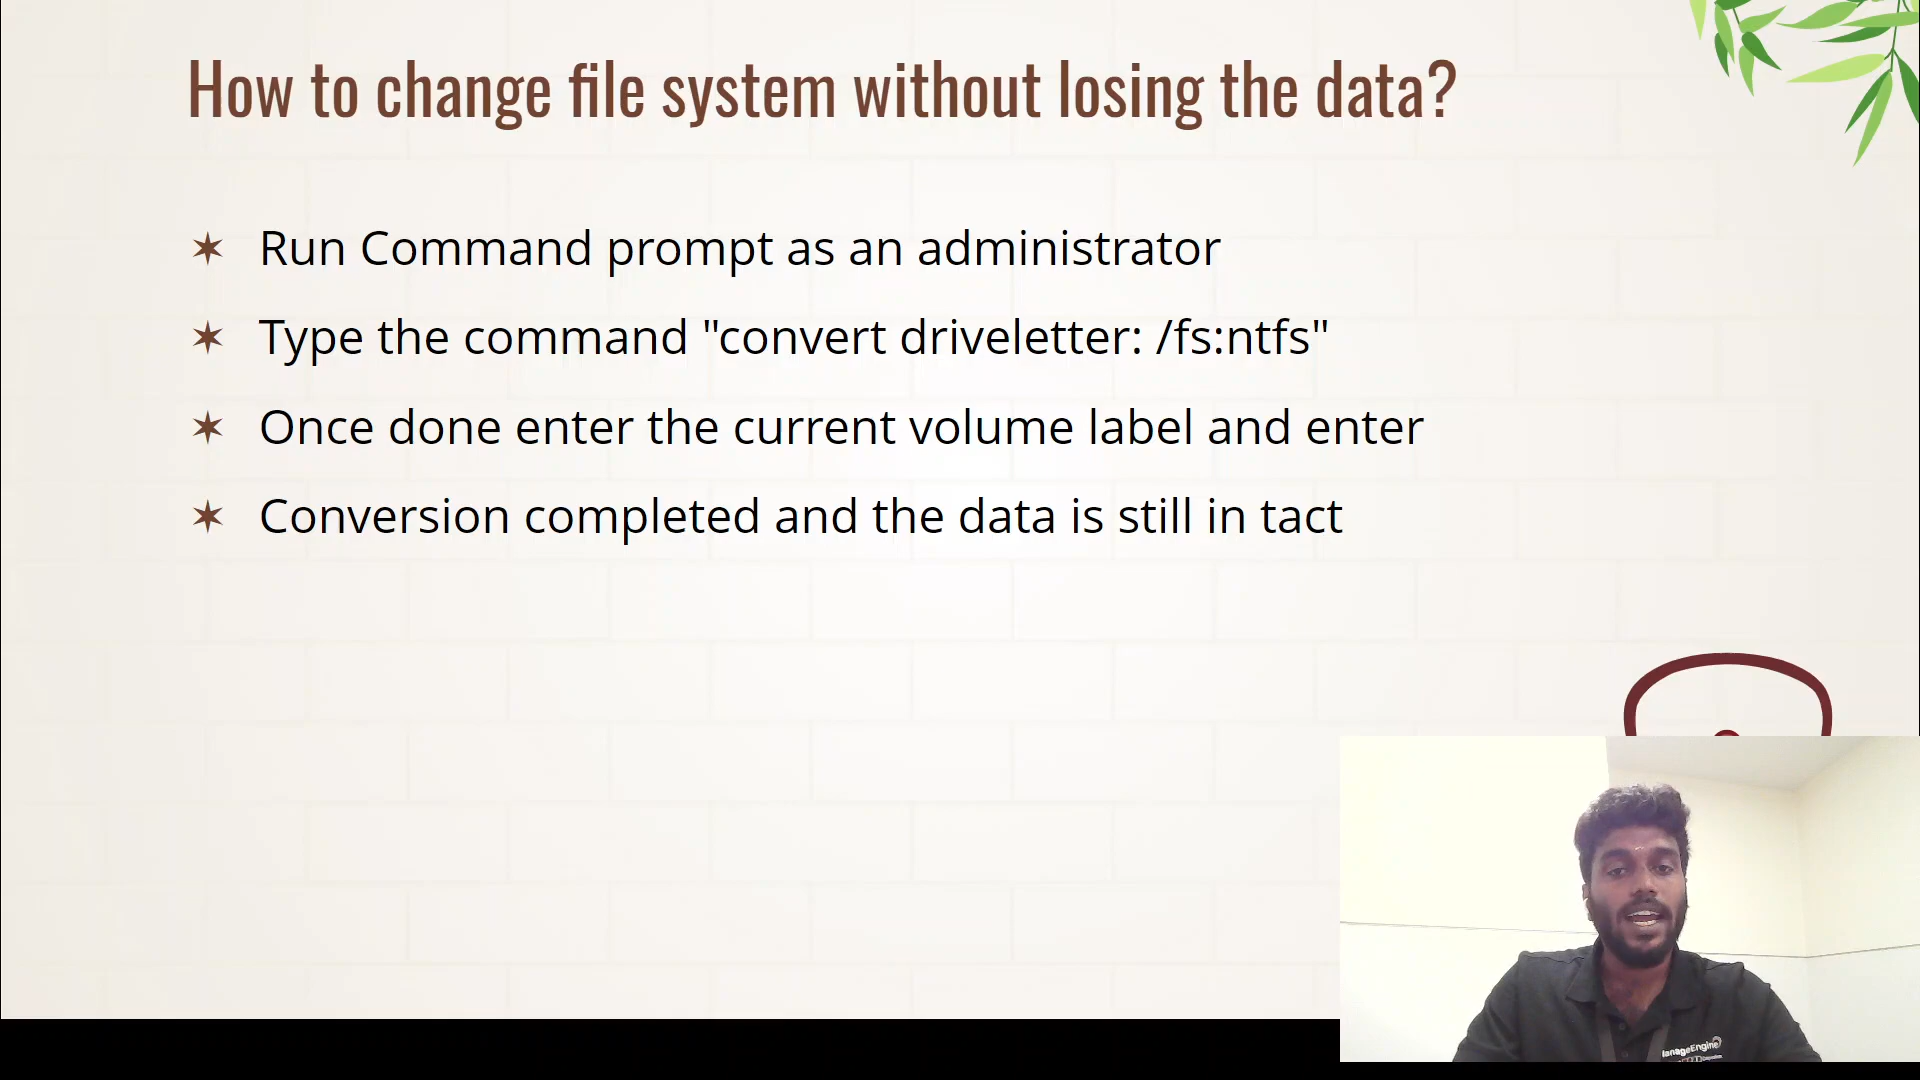 How to change file system without losing the data?
✶ Run Command prompt as an administrator
✶ Type the command "convert driveletter: /fs:ntfs"
✶ Once done enter the current volume label and enter
✶ Conversion completed and the data is still in tact
anageEngine